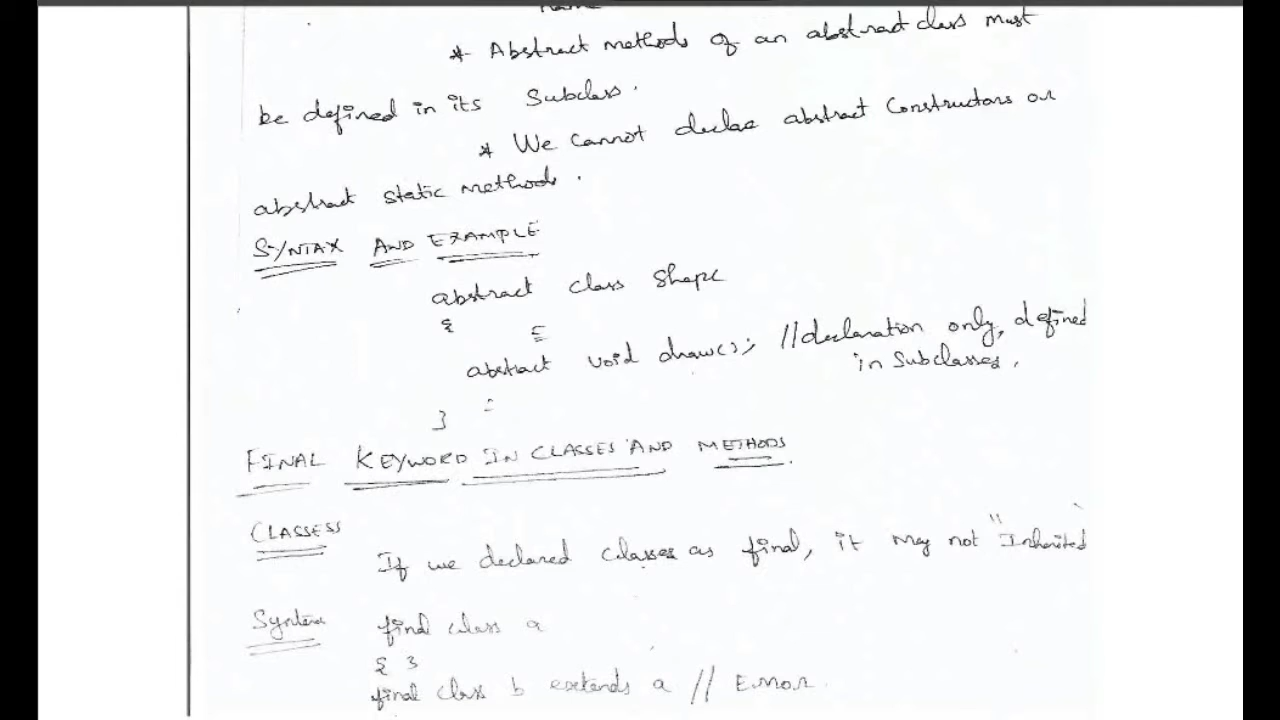 name
* Abstract methods of an abstract class must
be defined in its Subclass.
* We cannot declae abstract Constructors or
abstract static methods.
SYNTAX AND EXAMPLE
abstract class Shape
{
abstract void draw(); //declaration only, defined
in Subclasses.
}
FINAL KEYWORD IN CLASSES AND METHODS.
CLASSESS
If we declared classes as final, it may not "Inherited
Syntax final class a
{ }
final class b extends a // Error.